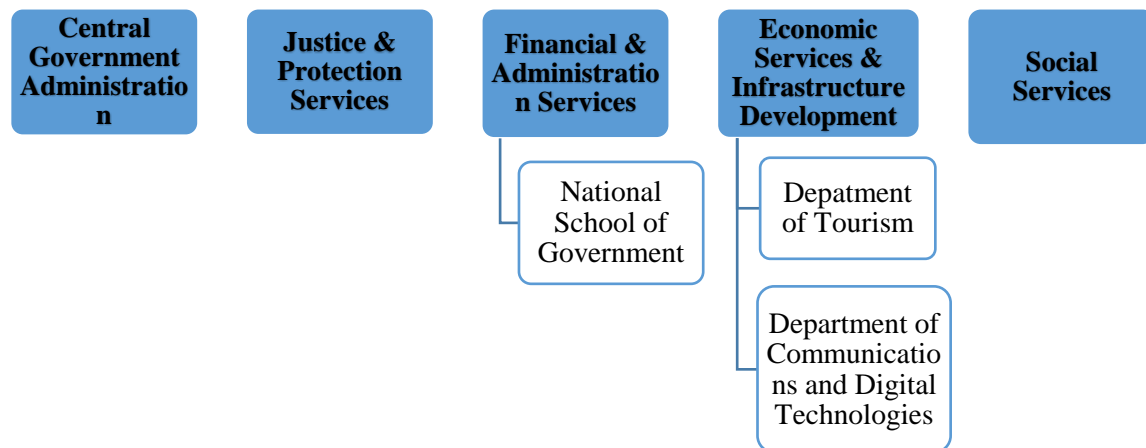 Central
Government
Administratio
n
Justice &
Protection
Services
Financial &
Administratio
n Services
Economic
Services &
Infrastructure
Development
Social
Services
National
School of
Government
Depatment
of Tourism
Department of
Communicatio
ns and Digital
Technologies